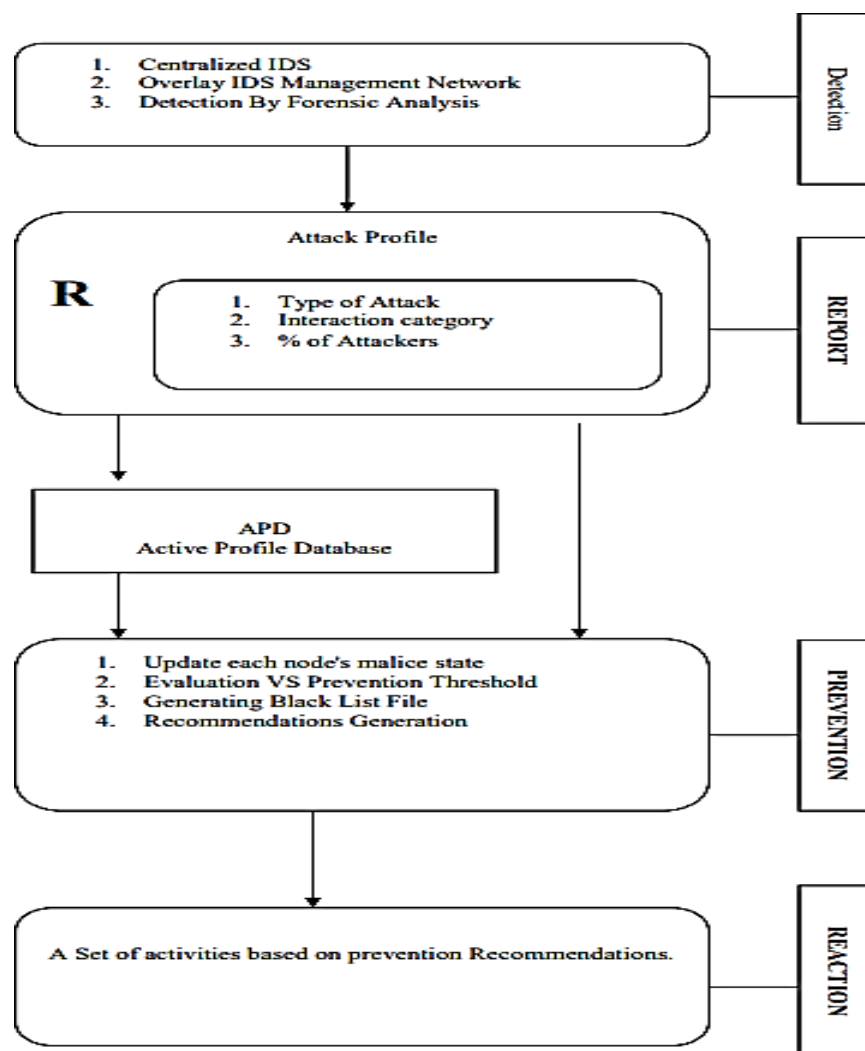 1. Centralized IDS
2. Overlay IDS Management Network
3. Detection By Forensic Analysis
Detection
Attack Profile
R
1. Type of Attack
2. Interaction category
3. % of Attackers
REPORT
APD
Active Profile Database
1. Update each node's malice state
2. Evaluation VS Prevention Threshold
3. Generating Black List File
4. Recommendations Generation
PREVENTION
A Set of activities based on prevention Recommendations.
REACTION